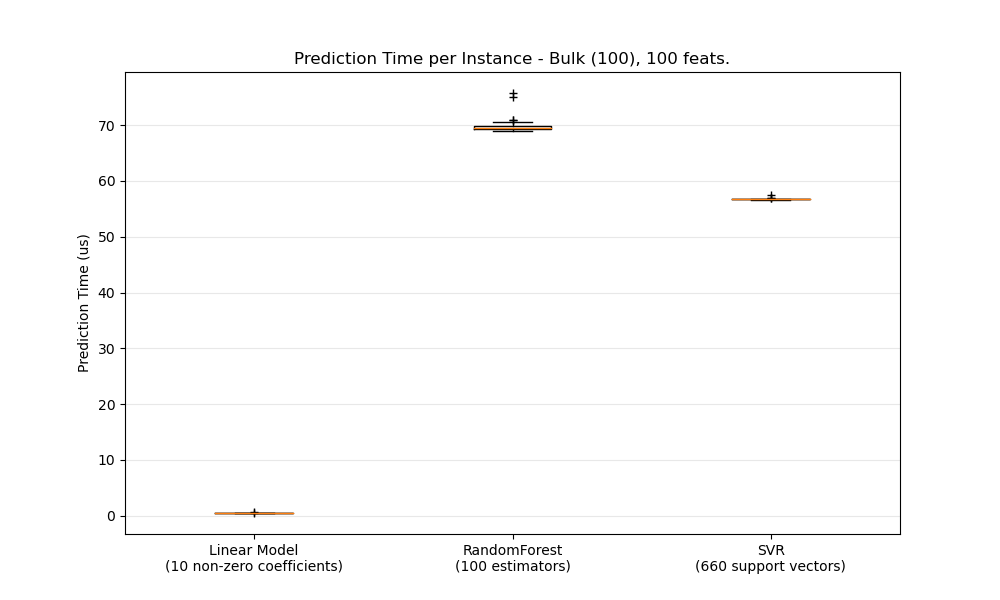 Prediction Time per Instance - Bulk (100), 100 feats.
Prediction Time (us)
70
60
50
40
30
20
10
0
Linear Model
(10 non-zero coefficients)
RandomForest
(100 estimators)
SVR
(660 support vectors)